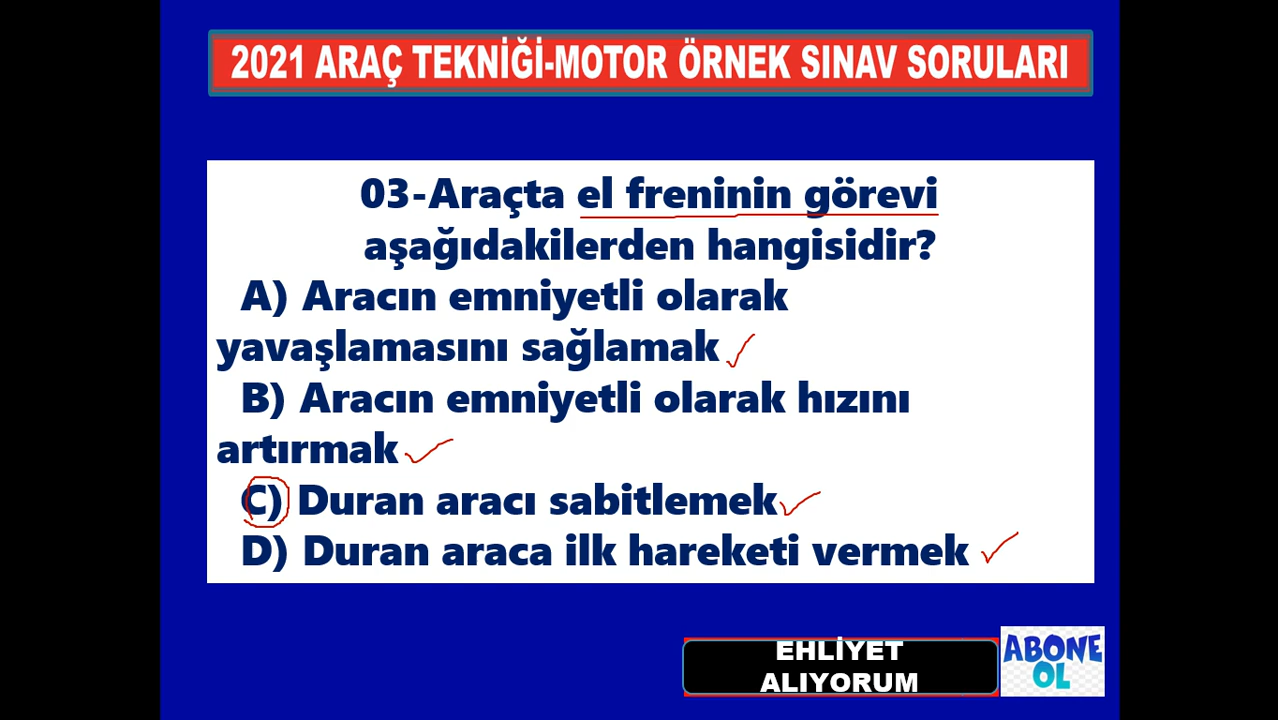 2021 ARAÇ TEKNİĞİ-MOTOR ÖRNEK SINAV SORULARI
03-Araçta el freninin görevi
aşağıdakilerden hangisidir?
A) Aracın emniyetli olarak
yavaşlamasını sağlamak
B) Aracın emniyetli olarak hızını
artırmak
C) Duran aracı sabitlemek
D) Duran araca ilk hareketi vermek
EHLİYET
ALIYORUM
ABONE
OL